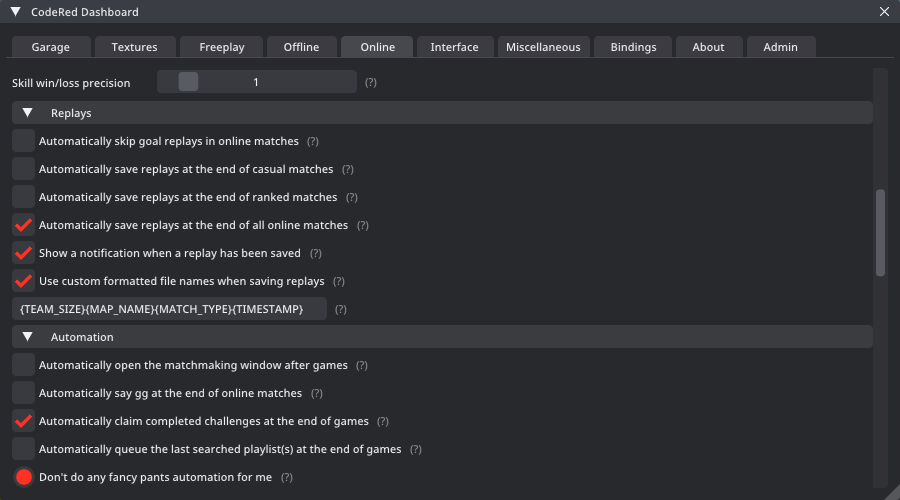 CodeRed Dashboard
Garage Textures Freeplay Offline Online Interface Miscellaneous Bindings About Admin
Skill win/loss precision 1 (?)
Replays
Automatically skip goal replays in online matches (?)
Automatically save replays at the end of casual matches (?)
Automatically save replays at the end of ranked matches (?)
Automatically save replays at the end of all online matches (?)
Show a notification when a replay has been saved (?)
Use custom formatted file names when saving replays (?)
{TEAM_SIZE}{MAP_NAME}{MATCH_TYPE}{TIMESTAMP} (?)
Automation
Automatically open the matchmaking window after games (?)
Automatically say gg at the end of online matches (?)
Automatically claim completed challenges at the end of games (?)
Automatically queue the last searched playlist(s) at the end of games (?)
Don't do any fancy pants automation for me (?)